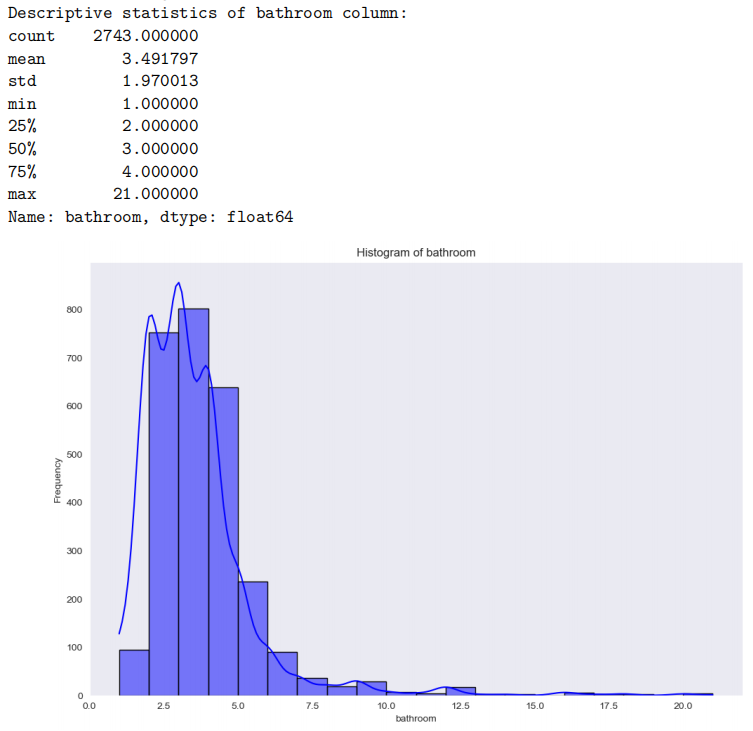 Descriptive statistics of bathroom column:
count 2743.000000
mean 3.491797
std 1.970013
min 1.000000
25% 2.000000
50% 3.000000
75% 4.000000
max 21.000000
Name: bathroom, dtype: float64
Histogram of bathroom
800
700
600
500
400
300
200
100
0
Frequency
0.0 2.5 5.0 7.5 10.0 12.5 15.0 17.5 20.0
bathroom